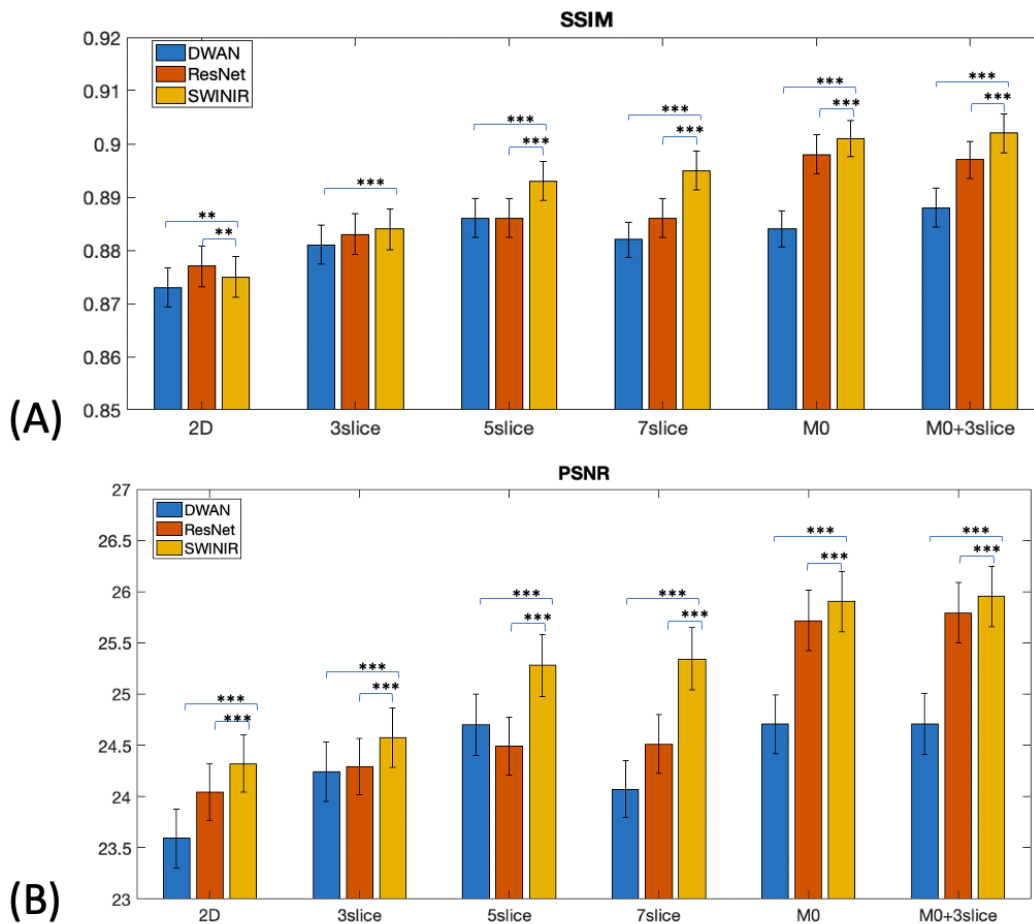 SSIM
0.92
0.91
0.9
0.89
0.88
0.87
0.86
0.85
DWAN
ResNet
SWINIR
** ** *** *** *** *** *** *** *** *** ***
2D 3slice 5slice 7slice M0 M0+3slice
(A)
PSNR
27
26.5
26
25.5
25
24.5
24
23.5
23
DWAN
ResNet
SWINIR
*** *** *** *** *** *** *** *** *** *** *** ***
2D 3slice 5slice 7slice M0 M0+3slice
(B)